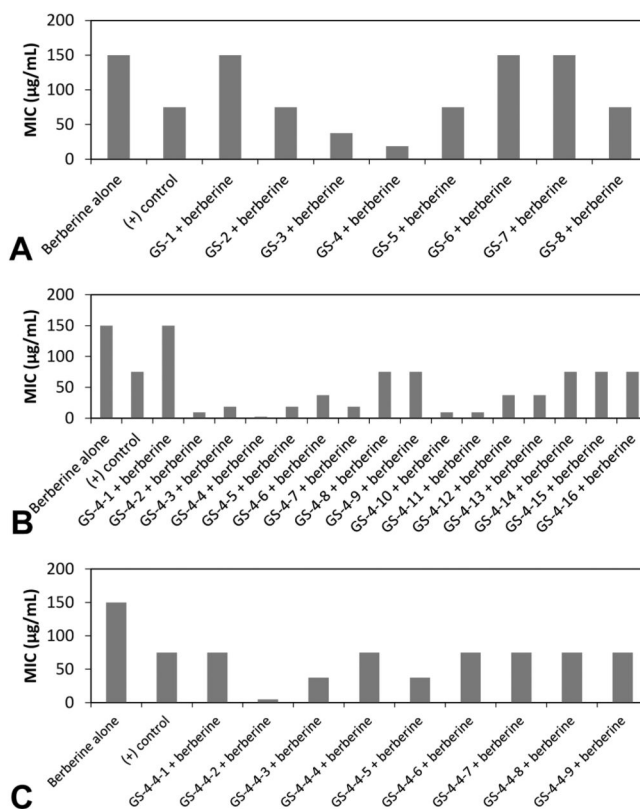 200
150
100
50
0
MIC (µg/mL)
Berberine alone
(+) control
GS-1 + berberine
GS-2 + berberine
GS-3 + berberine
GS-4 + berberine
GS-5 + berberine
GS-6 + berberine
GS-7 + berberine
GS-8 + berberine
A
200
150
100
50
0
MIC (µg/mL)
Berberine alone
(+) control
GS-4-1 + berberine
GS-4-2 + berberine
GS-4-3 + berberine
GS-4-4 + berberine
GS-4-5 + berberine
GS-4-6 + berberine
GS-4-7 + berberine
GS-4-8 + berberine
GS-4-9 + berberine
GS-4-10 + berberine
GS-4-11 + berberine
GS-4-12 + berberine
GS-4-13 + berberine
GS-4-14 + berberine
GS-4-15 + berberine
GS-4-16 + berberine
B
200
150
100
50
0
MIC (µg/mL)
Berberine alone
(+) control
GS-4-4-1 + berberine
GS-4-4-2 + berberine
GS-4-4-3 + berberine
GS-4-4-4 + berberine
GS-4-4-5 + berberine
GS-4-4-6 + berberine
GS-4-4-7 + berberine
GS-4-4-8 + berberine
GS-4-4-9 + berberine
C